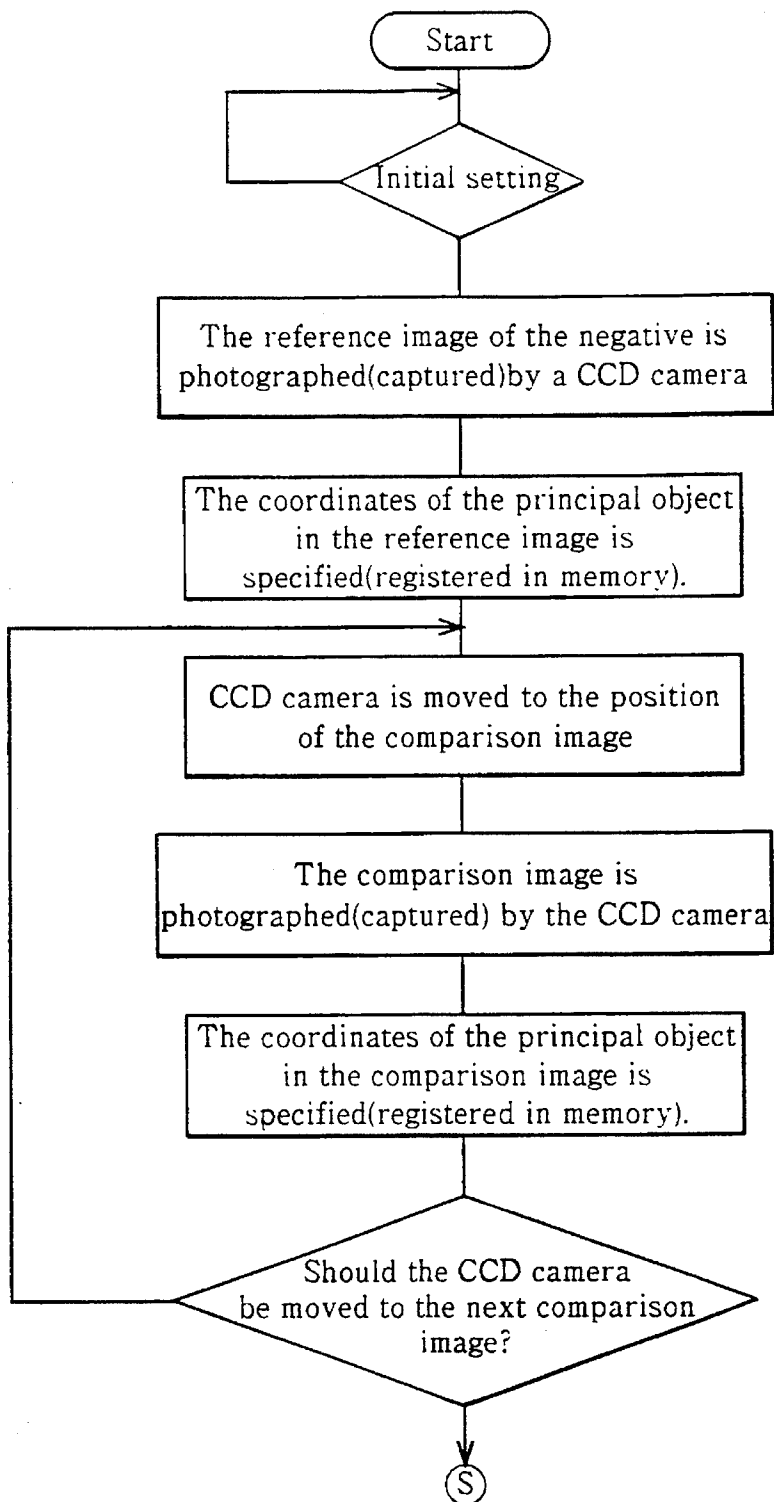 Start
Initial setting
The reference image of the negative is
photographed(captured)by a CCD camera
The coordinates of the principal object
in the reference image is
specified(registered in memory).
CCD camera is moved to the position
of the comparison image
The comparison image is
photographed(captured) by the CCD camera
The coordinates of the principal object
in the comparison image is
specified(registered in memory).
Should the CCD camera
be moved to the next comparison
image?
S